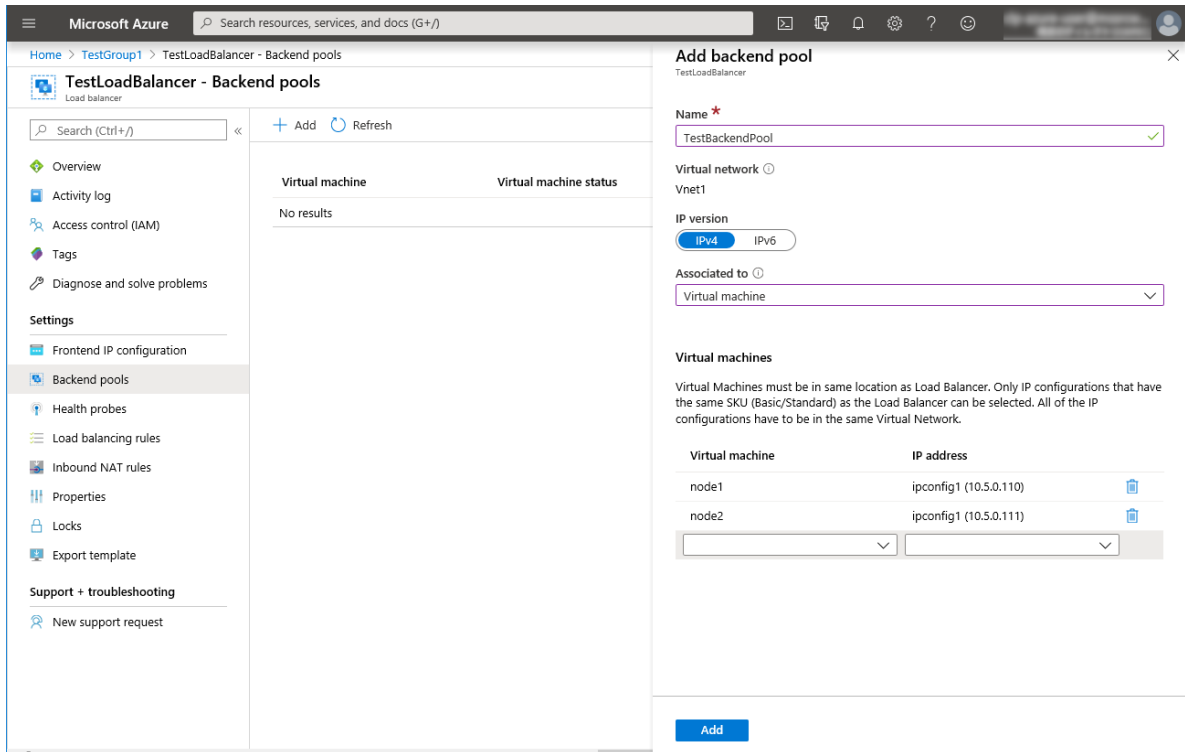 Microsoft Azure
Search resources, services, and docs (G+/)
Home > TestGroup1 > TestLoadBalancer - Backend pools
TestLoadBalancer - Backend pools
Load balancer
Search (Ctrl+/)
«
Overview
Activity log
Access control (IAM)
Tags
Diagnose and solve problems
Settings
Frontend IP configuration
Backend pools
Health probes
Load balancing rules
Inbound NAT rules
Properties
Locks
Export template
Support + troubleshooting
New support request
+ Add Refresh
Virtual machine Virtual machine status
No results
Add backend pool
TestLoadBalancer
Name *
TestBackendPool
Virtual network
Vnet1
IP version
IPv4 IPv6
Associated to
Virtual machine
Virtual machines
Virtual Machines must be in same location as Load Balancer. Only IP configurations that have
the same SKU (Basic/Standard) as the Load Balancer can be selected. All of the IP
configurations have to be in the same Virtual Network.
Virtual machine IP address
node1 ipconfig1 (10.5.0.110)
node2 ipconfig1 (10.5.0.111)
Add